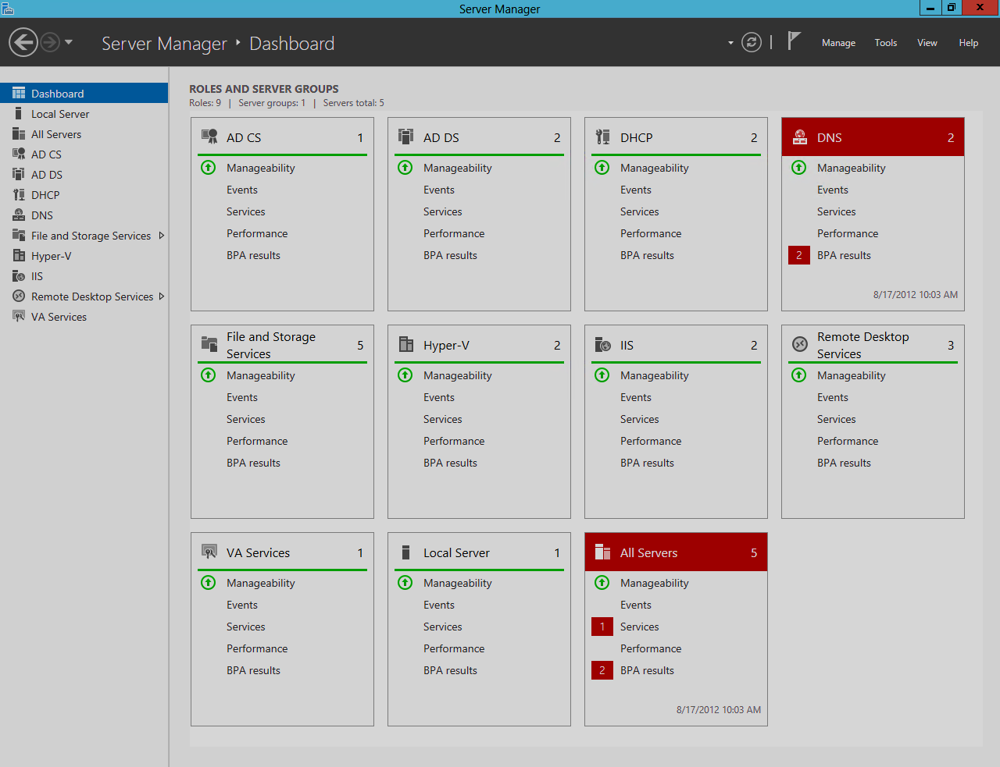 Server Manager
Server Manager ‣ Dashboard
Manage Tools View Help
Dashboard
Local Server
All Servers
AD CS
AD DS
DHCP
DNS
File and Storage Services
Hyper-V
IIS
Remote Desktop Services
VA Services
ROLES AND SERVER GROUPS
Roles: 9 | Server groups: 1 | Servers total: 5
AD CS 1
Manageability
Events
Services
Performance
BPA results
AD DS 2
Manageability
Events
Services
Performance
BPA results
DHCP 2
Manageability
Events
Services
Performance
BPA results
DNS 2
Manageability
Events
Services
Performance
2 BPA results
8/17/2012 10:03 AM
File and Storage
Services 5
Manageability
Events
Services
Performance
BPA results
Hyper-V 2
Manageability
Events
Services
Performance
BPA results
IIS 2
Manageability
Events
Services
Performance
BPA results
Remote Desktop
Services 3
Manageability
Events
Services
Performance
BPA results
VA Services 1
Manageability
Events
Services
Performance
BPA results
Local Server 1
Manageability
Events
Services
Performance
BPA results
All Servers 5
Manageability
Events
1 Services
Performance
2 BPA results
8/17/2012 10:03 AM